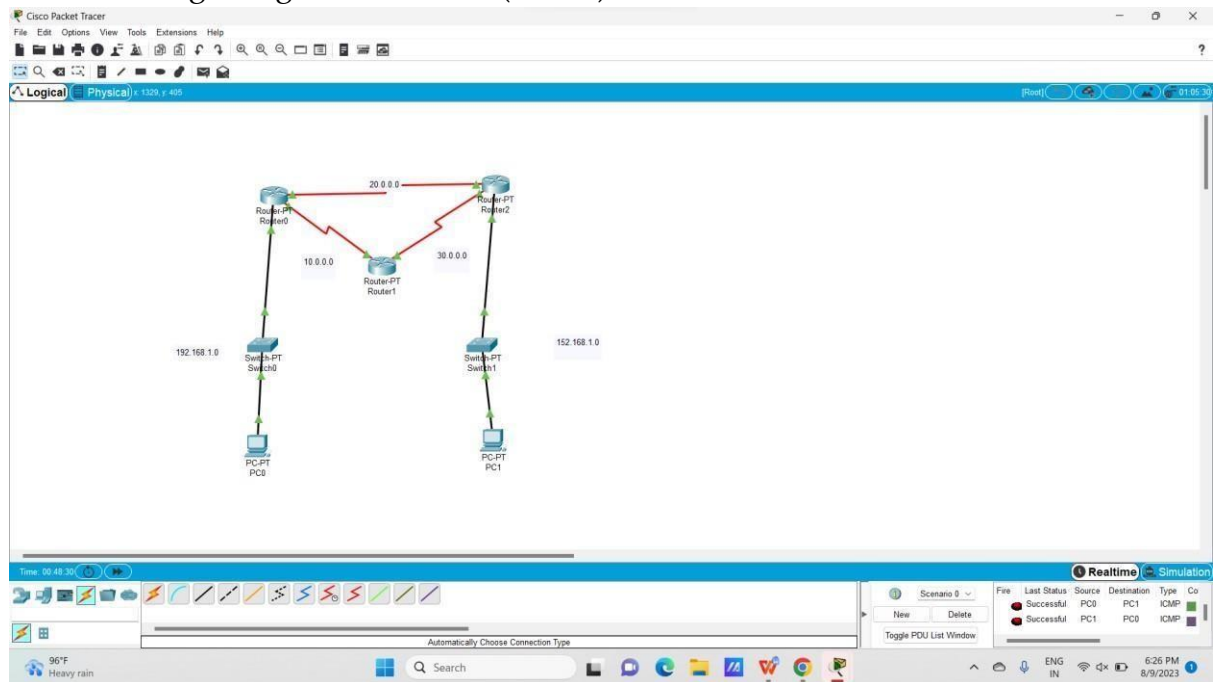 Cisco Packet Tracer
File Edit Options View Tools Extensions Help
?
Logical Physical x: 1329, y: 405 [Root] 01:05:30
20.0.0.0
Router-PT
Router0
Router-PT
Router2
10.0.0.0
30.0.0.0
Router-PT
Router1
192.168.1.0
Switch-PT
Switch0
Switch-PT
Switch1
152.168.1.0
PC-PT
PC0
PC-PT
PC1
Time: 00:48:30 Realtime Simulation
Scenario 0
New Delete
Toggle PDU List Window
Fire Last Status Source Destination Type Co
Successful PC0 PC1 ICMP
Successful PC1 PC0 ICMP
Automatically Choose Connection Type
96°F
Heavy rain
Search
ENG
IN
6:26 PM
8/9/2023